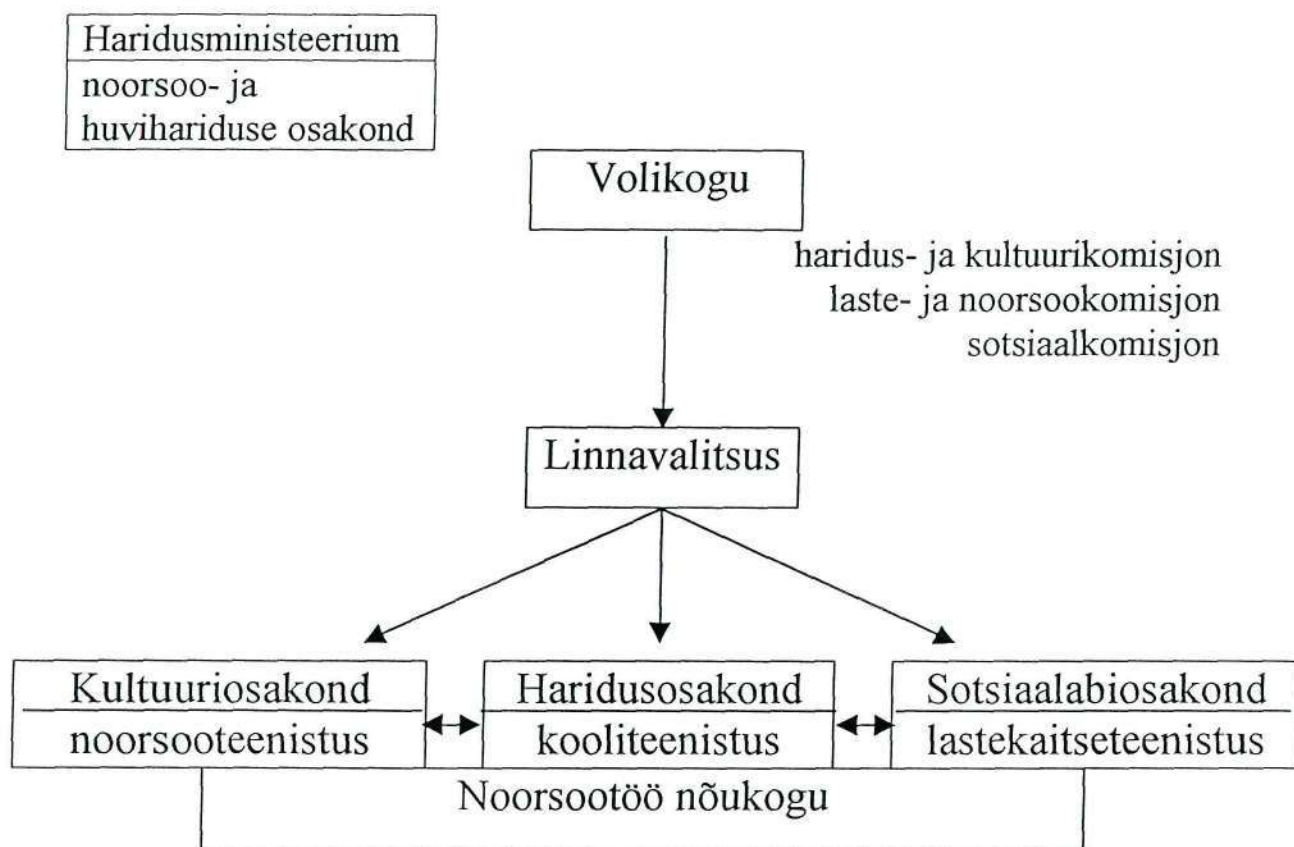 Haridusministeerium
noorsoo- ja
huvihariduse osakond
Volikogu
haridus- ja kultuurikomisjon
laste- ja noorsookomisjon
sotsiaalkomisjon
Linnavalitsus
Kultuuriosakond
noorsooteenistus
Haridusosakond
kooliteenistus
Sotsiaalabiosakond
lastekaitseteenistus
Noorsootöö nõukogu